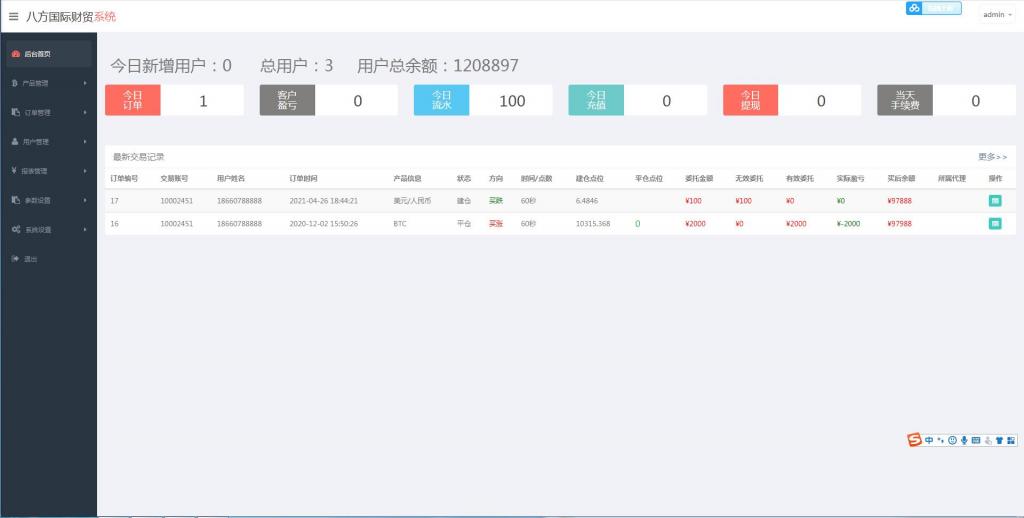 八方国际财贸系统
admin
后台首页
产品管理
订单管理
用户管理
报表管理
参数设置
系统设置
退出
今日新增用户：0 总用户：3 用户总余额：1208897
今日订单 1
客户盈亏 0
今日流水 100
今日充值 0
今日提现 0
当天手续费 0
最新交易记录 更多>>
订单编号 交易账号 用户姓名 订单时间 产品信息 状态 方向 时间/点数 建仓点位 平仓点位 委托金额 无效委托 有效委托 实际盈亏 买后余额 所属代理 操作
17 10002451 18660788888 2021-04-26 18:44:21 美元/人民币 建仓 买跌 60秒 6.4846 ¥100 ¥100 ¥0 ¥0 ¥97888
16 10002451 18660788888 2020-12-02 15:50:26 BTC 平仓 买涨 60秒 10315.368 0 ¥2000 ¥0 ¥2000 ¥-2000 ¥97988
中